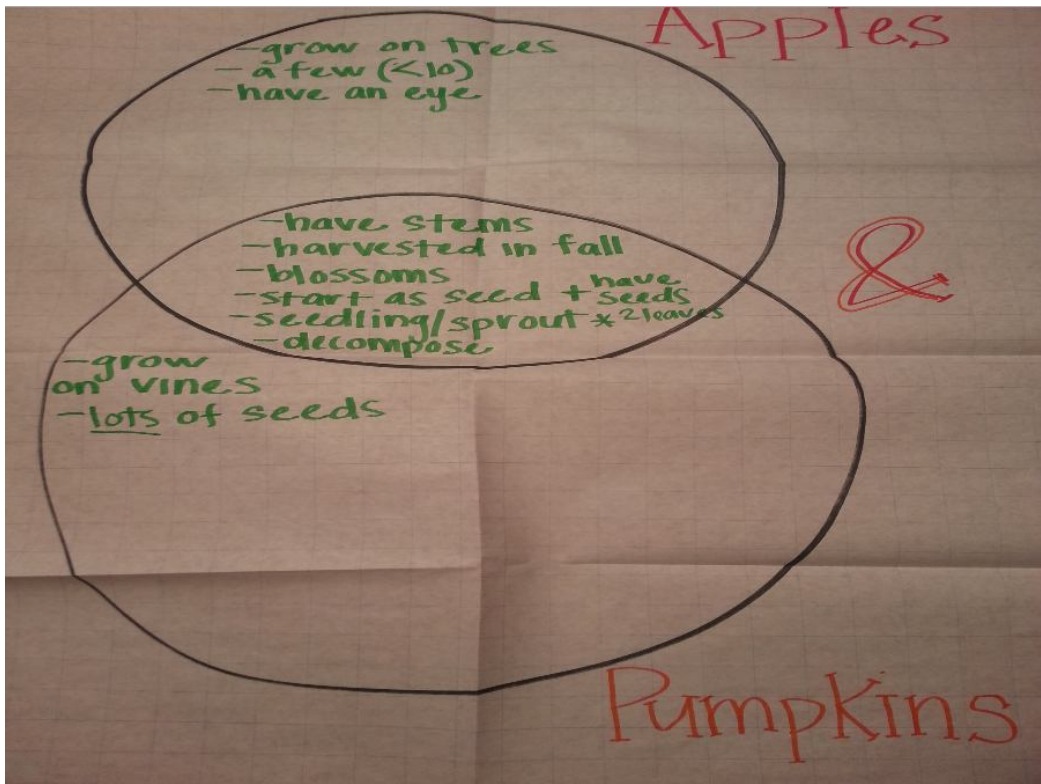 Apples
- grow on trees
- a few (<10)
- have an eye
&
- have stems
- harvested in fall
- blossoms
- start as seed + have seeds
- seedling/sprout * 2 leaves
- decompose
- grow
on vines
- lots of seeds
Pumpkins